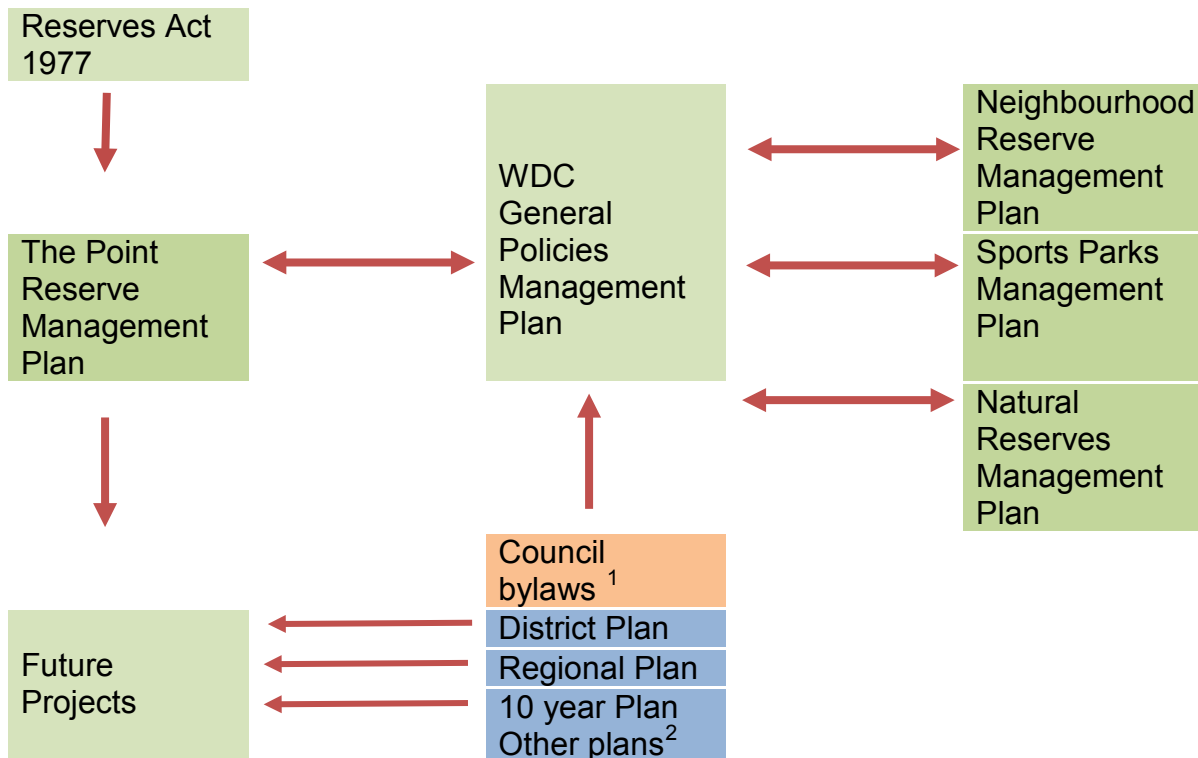 Reserves Act
1977
The Point
Reserve
Management
Plan
Future
Projects
WDC
General
Policies
Management
Plan
Council
bylaws 1
District Plan
Regional Plan
10 year Plan
Other plans2
Neighbourhood
Reserve
Management
Plan
Sports Parks
Management
Plan
Natural
Reserves
Management
Plan